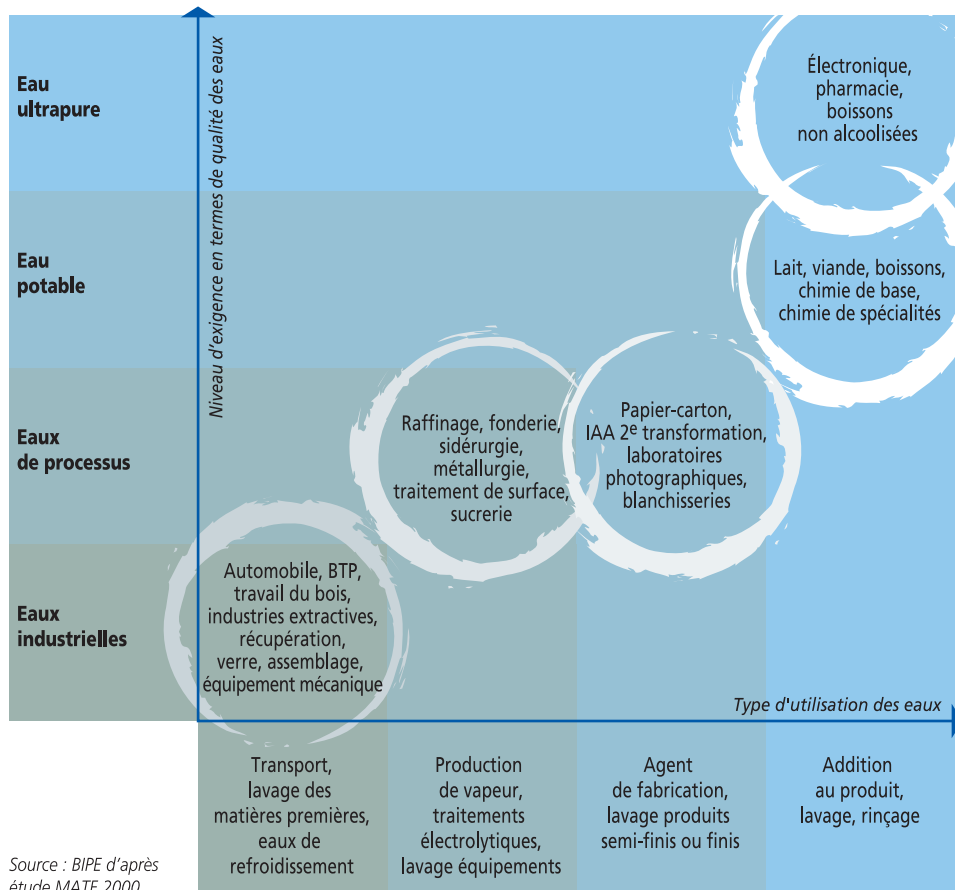 Eau
ultrapure
Niveau d'exigence en termes de qualité des eaux
Électronique,
pharmacie,
boissons
non alcoolisées
Eau
potable
Lait, viande, boissons,
chimie de base,
chimie de spécialités
Eaux
de processus
Raffinage, fonderie,
sidérurgie,
métallurgie,
traitement de surface,
sucrerie
Papier-carton,
IAA 2e transformation,
laboratoires
photographiques,
blanchisseries
Eaux
industrielles
Automobile, BTP,
travail du bois,
industries extractives,
récupération,
verre, assemblage,
équipement mécanique
Type d'utilisation des eaux
Transport,
lavage des
matières premières,
eaux de
refroidissement
Production
de vapeur,
traitements
électrolytiques,
lavage équipements
Agent
de fabrication,
lavage produits
semi-finis ou finis
Addition
au produit,
lavage, rinçage
Source : BIPE d'après
étude MATE 2000